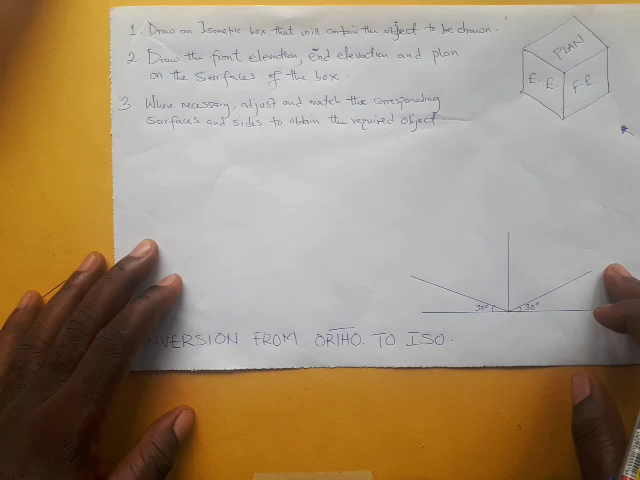 1. Draw an Isometric box that will contain the object to be drawn.
2. Draw the front elevation, End elevation and plan
on the surfaces of the box.
3. Where necessary, adjust and match the corresponding
surfaces and sides to obtain the required object.
PLAN
E. E.
F. E
30° 30°
NVERSION FROM ORTHO. TO ISO.